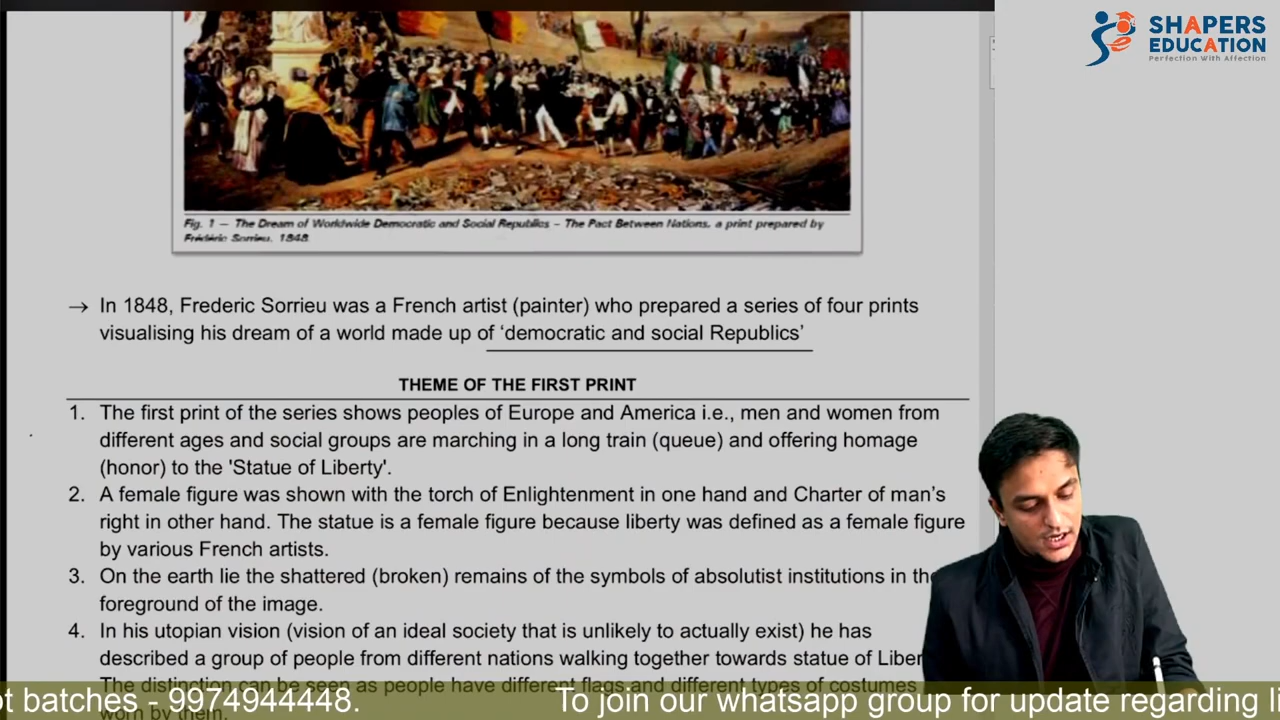 SHAPERS
EDUCATION
Perfection With Affection
Fig. 1 — The Dream of Worldwide Democratic and Social Republics – The Pact Between Nations, a print prepared by
Frédéric Sorrieu, 1848.
→ In 1848, Frederic Sorrieu was a French artist (painter) who prepared a series of four prints
visualising his dream of a world made up of ‘democratic and social Republics’
THEME OF THE FIRST PRINT
1. The first print of the series shows peoples of Europe and America i.e., men and women from
different ages and social groups are marching in a long train (queue) and offering homage
(honor) to the 'Statue of Liberty'.
2. A female figure was shown with the torch of Enlightenment in one hand and Charter of man’s
right in other hand. The statue is a female figure because liberty was defined as a female figure
by various French artists.
3. On the earth lie the shattered (broken) remains of the symbols of absolutist institutions in the
foreground of the image.
4. In his utopian vision (vision of an ideal society that is unlikely to actually exist) he has
described a group of people from different nations walking together towards statue of Liber
The distinction can be seen as people have different flags and different types of costumes
worn by them.
ot batches - 9974944448. To join our whatsapp group for update regarding li